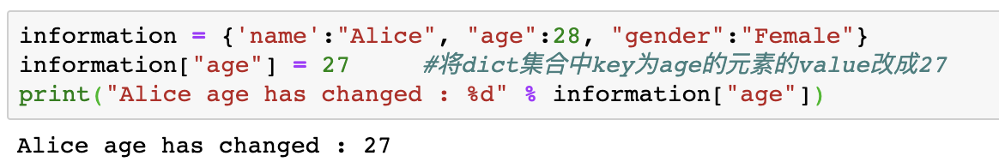 information = {'name':"Alice", "age":28, "gender":"Female"}
information["age"] = 27      #将dict集合中key为age的元素的value改成27
print("Alice age has changed : %d" % information["age"])
Alice age has changed : 27